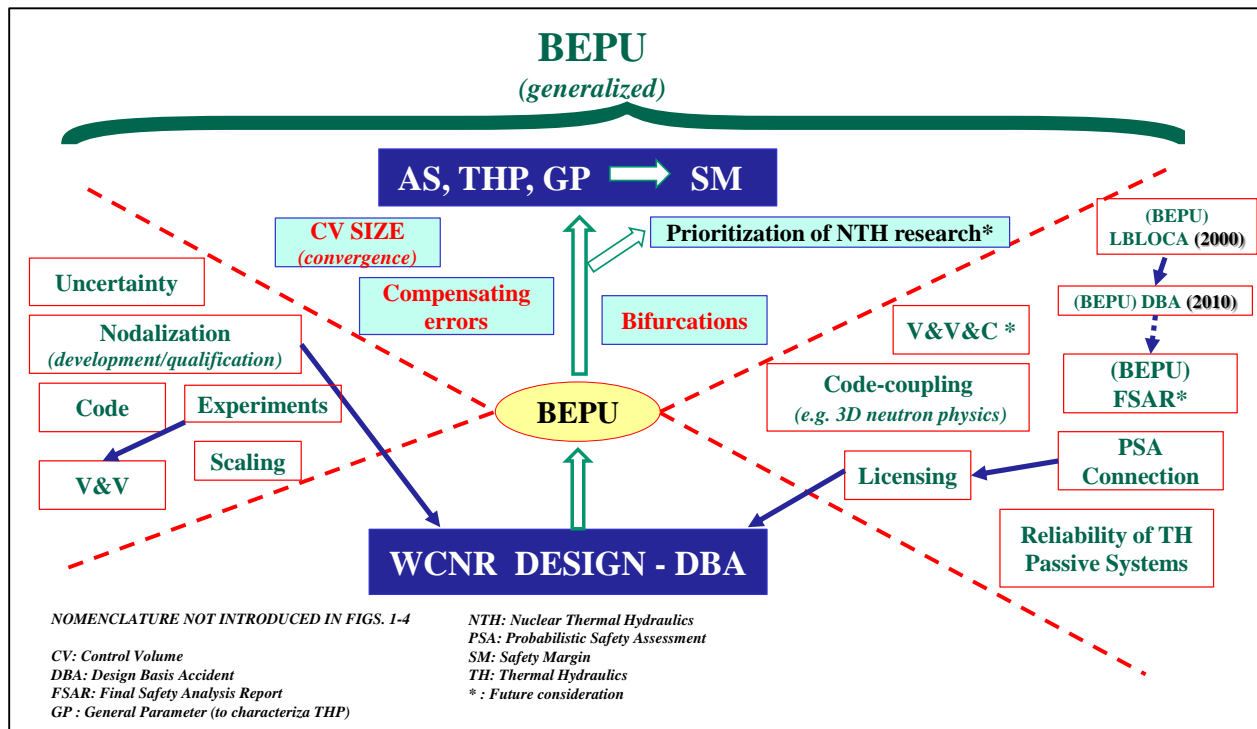 BEPU
(generalized)
AS, THP, GP SM
CV SIZE
(convergence)
Prioritization of NTH research*
(BEPU)
LBLOCA (2000)
Uncertainty
Compensating
errors
Bifurcations
(BEPU) DBA (2010)
Nodalization
(development/qualification)
V&V&C *
(BEPU)
FSAR*
Code
Experiments
BEPU
Code-coupling
(e.g. 3D neutron physics)
Scaling
V&V
Licensing
PSA
Connection
WCNR DESIGN - DBA
Reliability of TH
Passive Systems
NOMENCLATURE NOT INTRODUCED IN FIGS. 1-4
CV: Control Volume
DBA: Design Basis Accident
FSAR: Final Safety Analysis Report
GP : General Parameter (to characteriza THP)
NTH: Nuclear Thermal Hydraulics
PSA: Probabilistic Safety Assessment
SM: Safety Margin
TH: Thermal Hydraulics
* : Future consideration